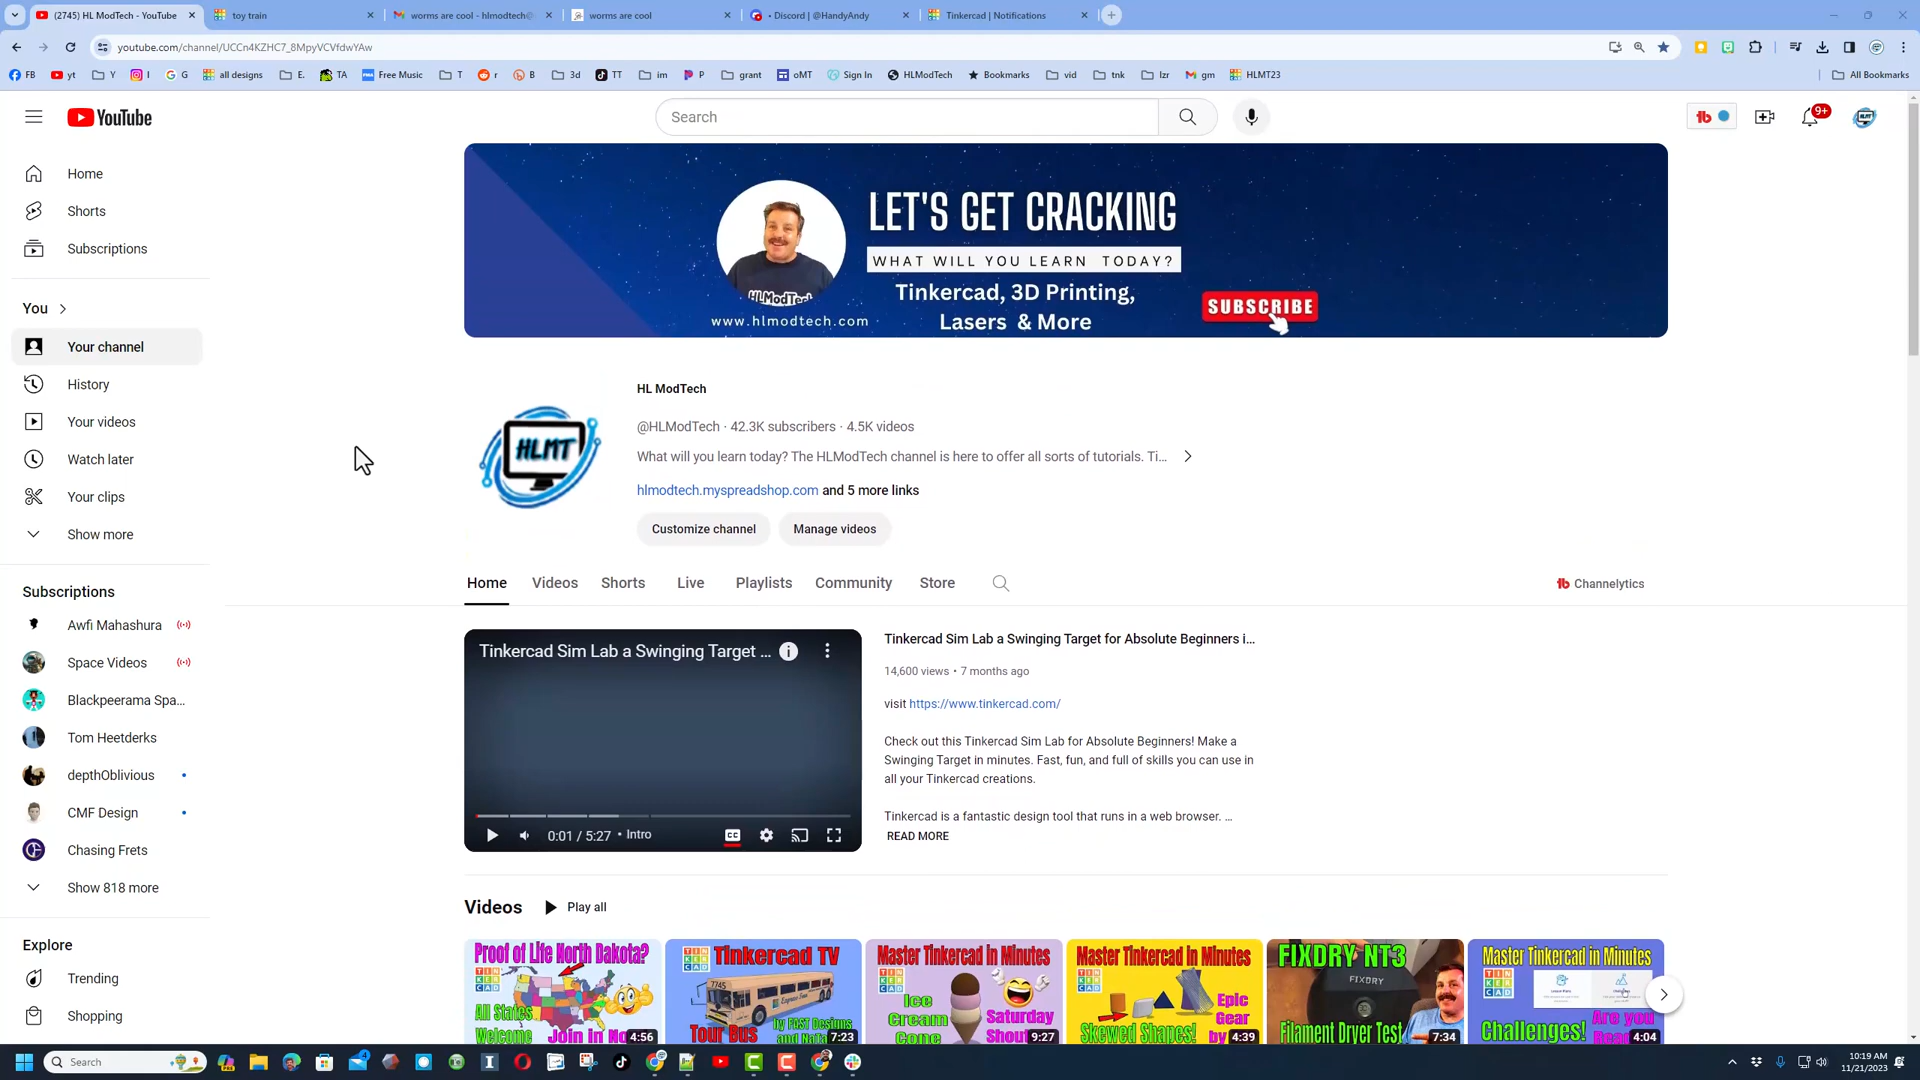 (2745) HL ModTech - YouTube
toy train
worms are cool - hlmodtech@
worms are cool
• Discord | @HandyAndy
Tinkercad | Notifications
youtube.com/channel/UCCn4KZHC7_8MpyVCVfdwYAw
FB
yt
Y
I
G
all designs
E.
TA
Free Music
T
r
B
3d
TT
im
P
grant
oMT
Sign In
HLModTech
Bookmarks
vid
tnk
lzr
gm
HLMT23
All Bookmarks
YouTube
Search
9+
Home
Shorts
Subscriptions
You
Your channel
History
Your videos
Watch later
Your clips
Show more
Subscriptions
Awfi Mahashura
Space Videos
Blackpeerama Spa...
Tom Heetderks
depthOblivious
CMF Design
Chasing Frets
Show 818 more
Explore
Trending
Shopping
LET'S GET CRACKING
WHAT WILL YOU LEARN TODAY?
Tinkercad, 3D Printing,
Lasers & More
www.hlmodtech.com
SUBSCRIBE
HLModTech
HLMT
HL ModTech
@HLModTech · 42.3K subscribers · 4.5K videos
What will you learn today? The HLModTech channel is here to offer all sorts of tutorials. Ti...
hlmodtech.myspreadshop.com and 5 more links
Customize channel
Manage videos
Home
Videos
Shorts
Live
Playlists
Community
Store
Channelytics
Tinkercad Sim Lab a Swinging Target ...
0:01 / 5:27 • Intro
CC
Tinkercad Sim Lab a Swinging Target for Absolute Beginners i...
14,600 views • 7 months ago
visit https://www.tinkercad.com/
Check out this Tinkercad Sim Lab for Absolute Beginners! Make a
Swinging Target in minutes. Fast, fun, and full of skills you can use in
all your Tinkercad creations.
Tinkercad is a fantastic design tool that runs in a web browser. ...
READ MORE
Videos
Play all
Proof of Life North Dakota?
All States
Welcome Join in No
4:56
Tinkercad TV
7745
Express Bus
Tour Bus by FGST Designs
7:23
Master Tinkercad in Minutes
Ice
Cream
Cone
Saturday
Shout
9:27
Master Tinkercad in Minutes
Skewed Shapes!
Epic
Gear
by
4:39
FIXDRY NT3
FIXDRY
Filament Dryer Test
7:34
Master Tinkercad in Minutes
Challenges! Are you
4:04
Search
10:19 AM
11/21/2023